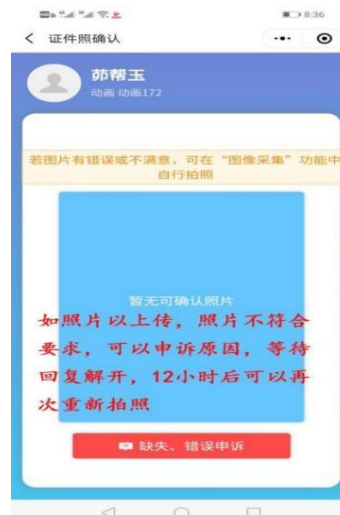 8:36
证件照确认
茆帮玉
动画 动画172
若图片有错误或不满意，可在“图像采集”功能中
自行拍照
暂无可确认照片
如照片以上传，照片不符合
要求，可以申诉原因，等待
回复解开，12小时后可以再
次重新拍照
缺失、错误申诉